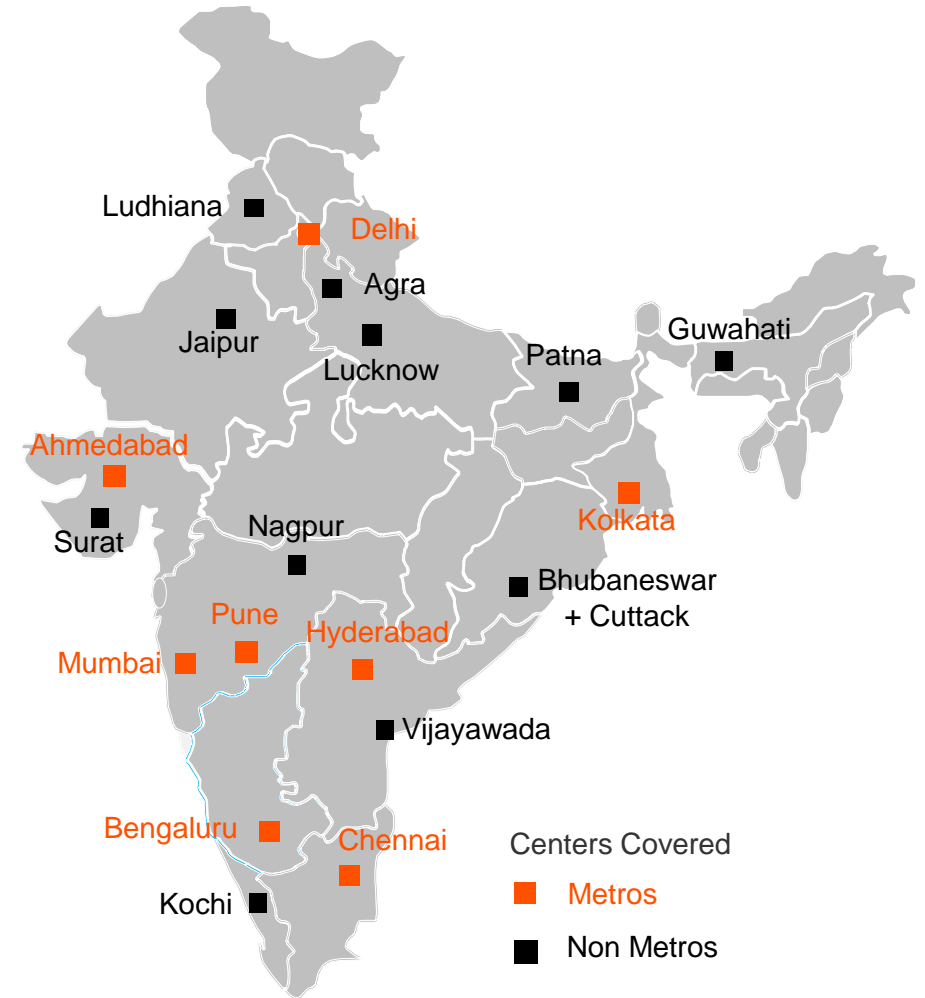 Ludhiana
Delhi
Agra
Jaipur
Guwahati
Patna
Lucknow
Ahmedabad
Kolkata
Nagpur
Surat
Bhubaneswar
+ Cuttack
Pune
Hyderabad
Mumbai
Vijayawada
Bengaluru
Chennai
Kochi
Centers Covered
Metros
Non Metros